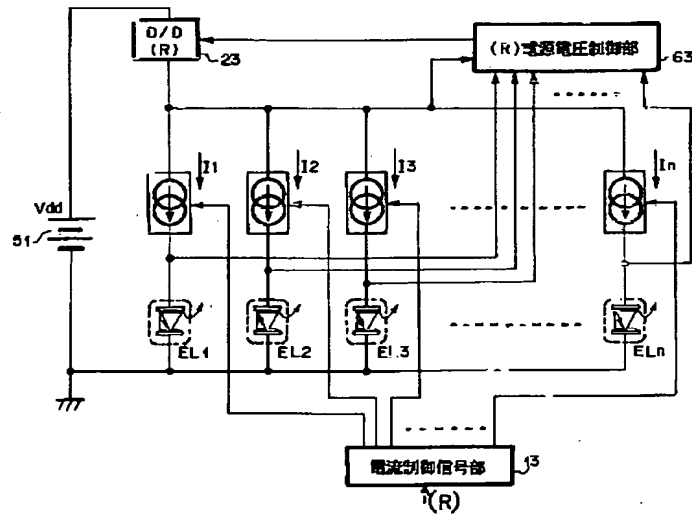 D/D
(R)
23
(R)電源電圧制御部
63
I1
I2
I3
In
Vdd
51
EL1
EL2
EL3
ELn
電流制御信号部
13
(R)